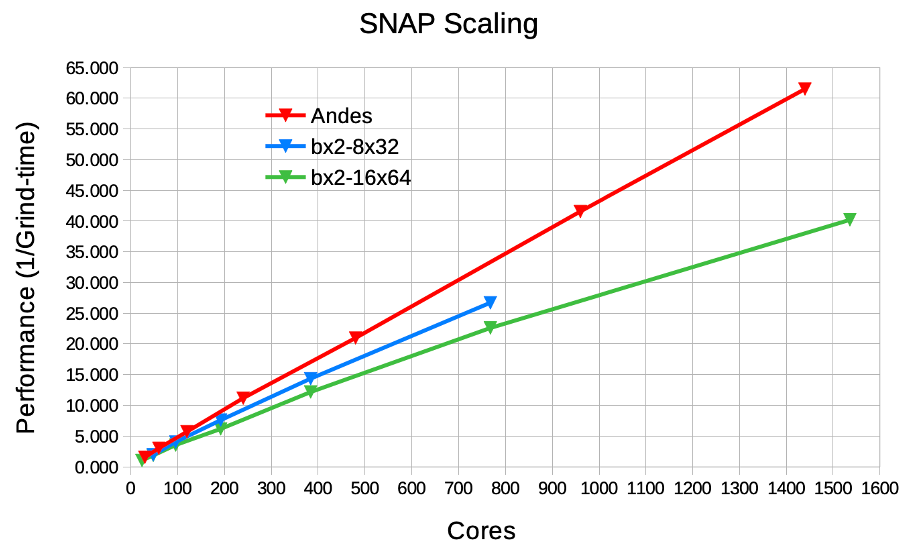 SNAP Scaling
Performance (1/Grind-time)
65.000
60.000
55.000
50.000
45.000
40.000
35.000
30.000
25.000
20.000
15.000
10.000
5.000
0.000
Andes
bx2-8x32
bx2-16x64
0 100 200 300 400 500 600 700 800 900 1000 1100 1200 1300 1400 1500 1600
Cores